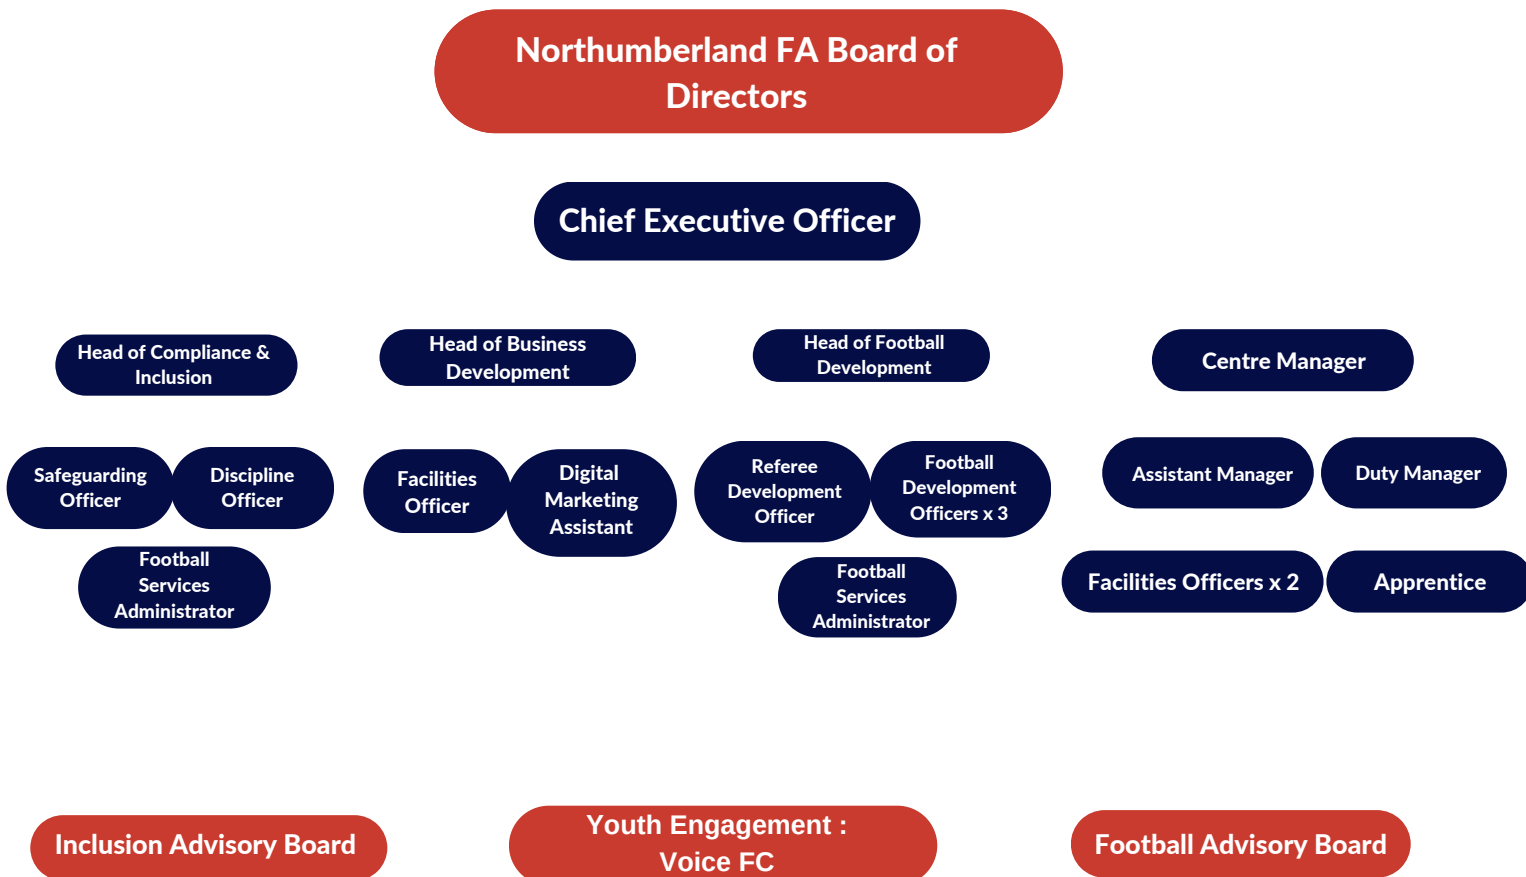 Northumberland FA Board of
Directors
Chief Executive Officer
Head of Compliance &
Inclusion
Head of Business
Development
Head of Football
Development
Centre Manager
Safeguarding
Officer
Discipline
Officer
Football
Services
Administrator
Facilities
Officer
Digital
Marketing
Assistant
Referee
Development
Officer
Football
Development
Officers x 3
Football
Services
Administrator
Assistant Manager
Duty Manager
Facilities Officers x 2
Apprentice
Inclusion Advisory Board
Youth Engagement :
Voice FC
Football Advisory Board